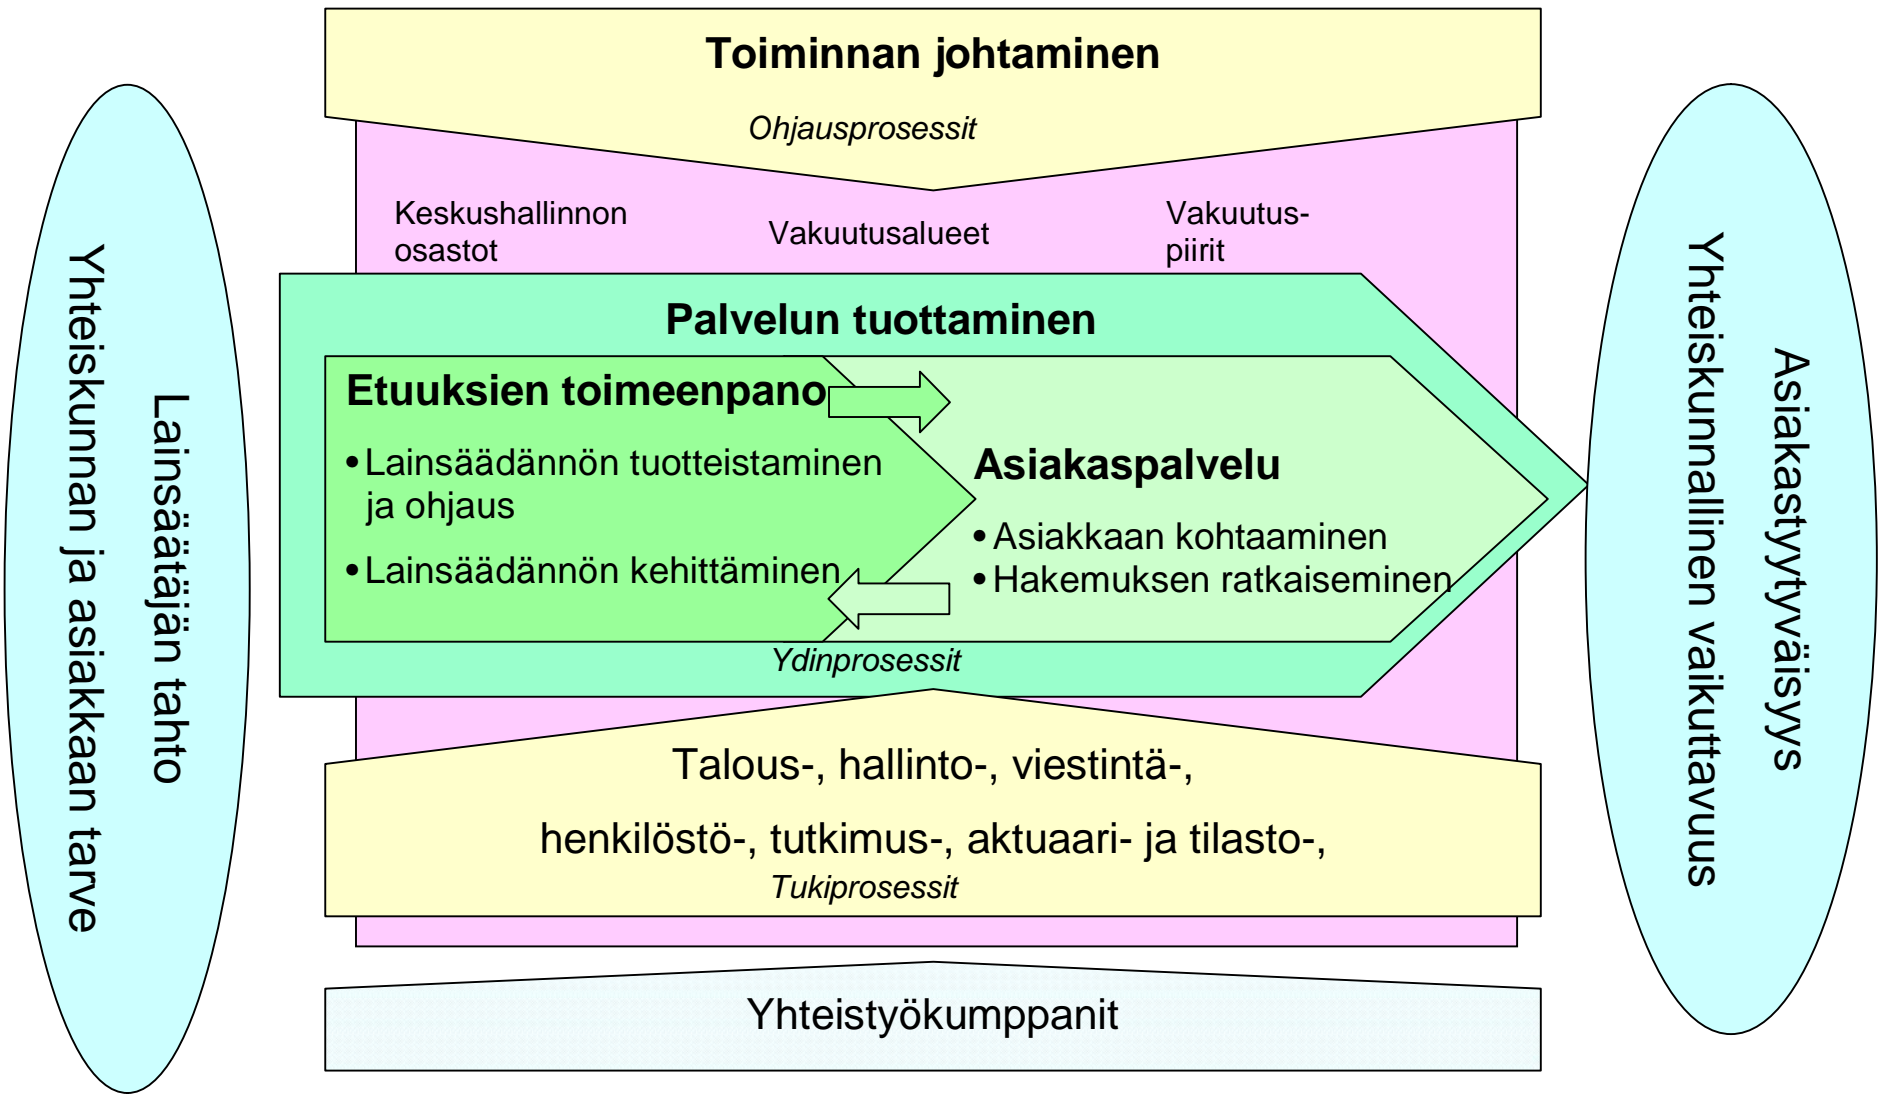 Toiminnan johtaminen
Ohjausprosessit
Lainsäätäjän tahto
Yhteiskunnan ja asiakkaan tarve
Keskushallinnon
osastot
Vakuutusalueet
Vakuutus-
piirit
Palvelun tuottaminen
Etuuksien toimeenpano
•Lainsäädännön tuotteistaminen
ja ohjaus
•Lainsäädännön kehittäminen
Asiakaspalvelu
•Asiakkaan kohtaaminen
•Hakemuksen ratkaiseminen
Ydinprosessit
Talous-, hallinto-, viestintä-,
henkilöstö-, tutkimus-, aktuaari- ja tilasto-,
Tukiprosessit
Yhteistyökumppanit
Asiakastyytyväisyys
Yhteiskunnallinen vaikuttavuus